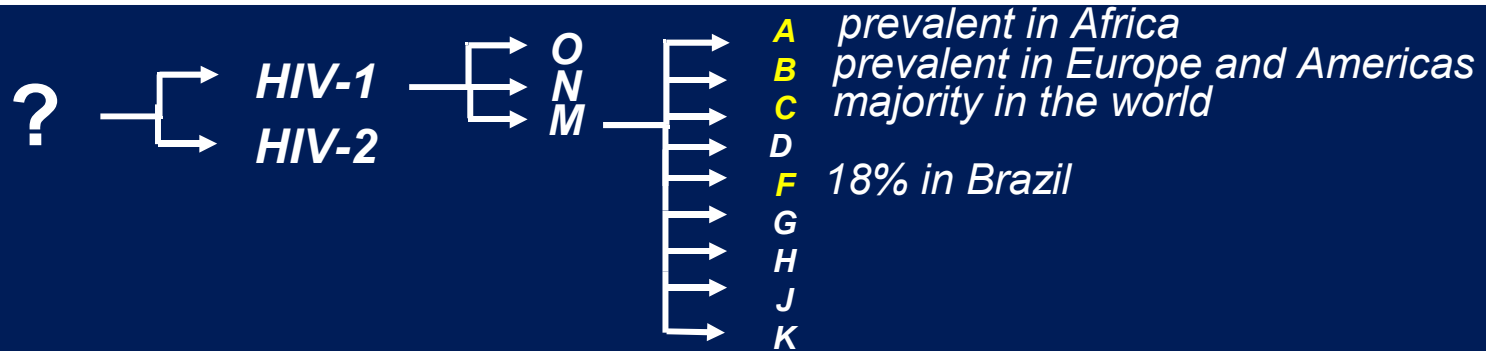 ?
HIV-1
HIV-2
O
N
M
A prevalent in Africa
B prevalent in Europe and Americas
C majority in the world
D
F 18% in Brazil
G
H
J
K